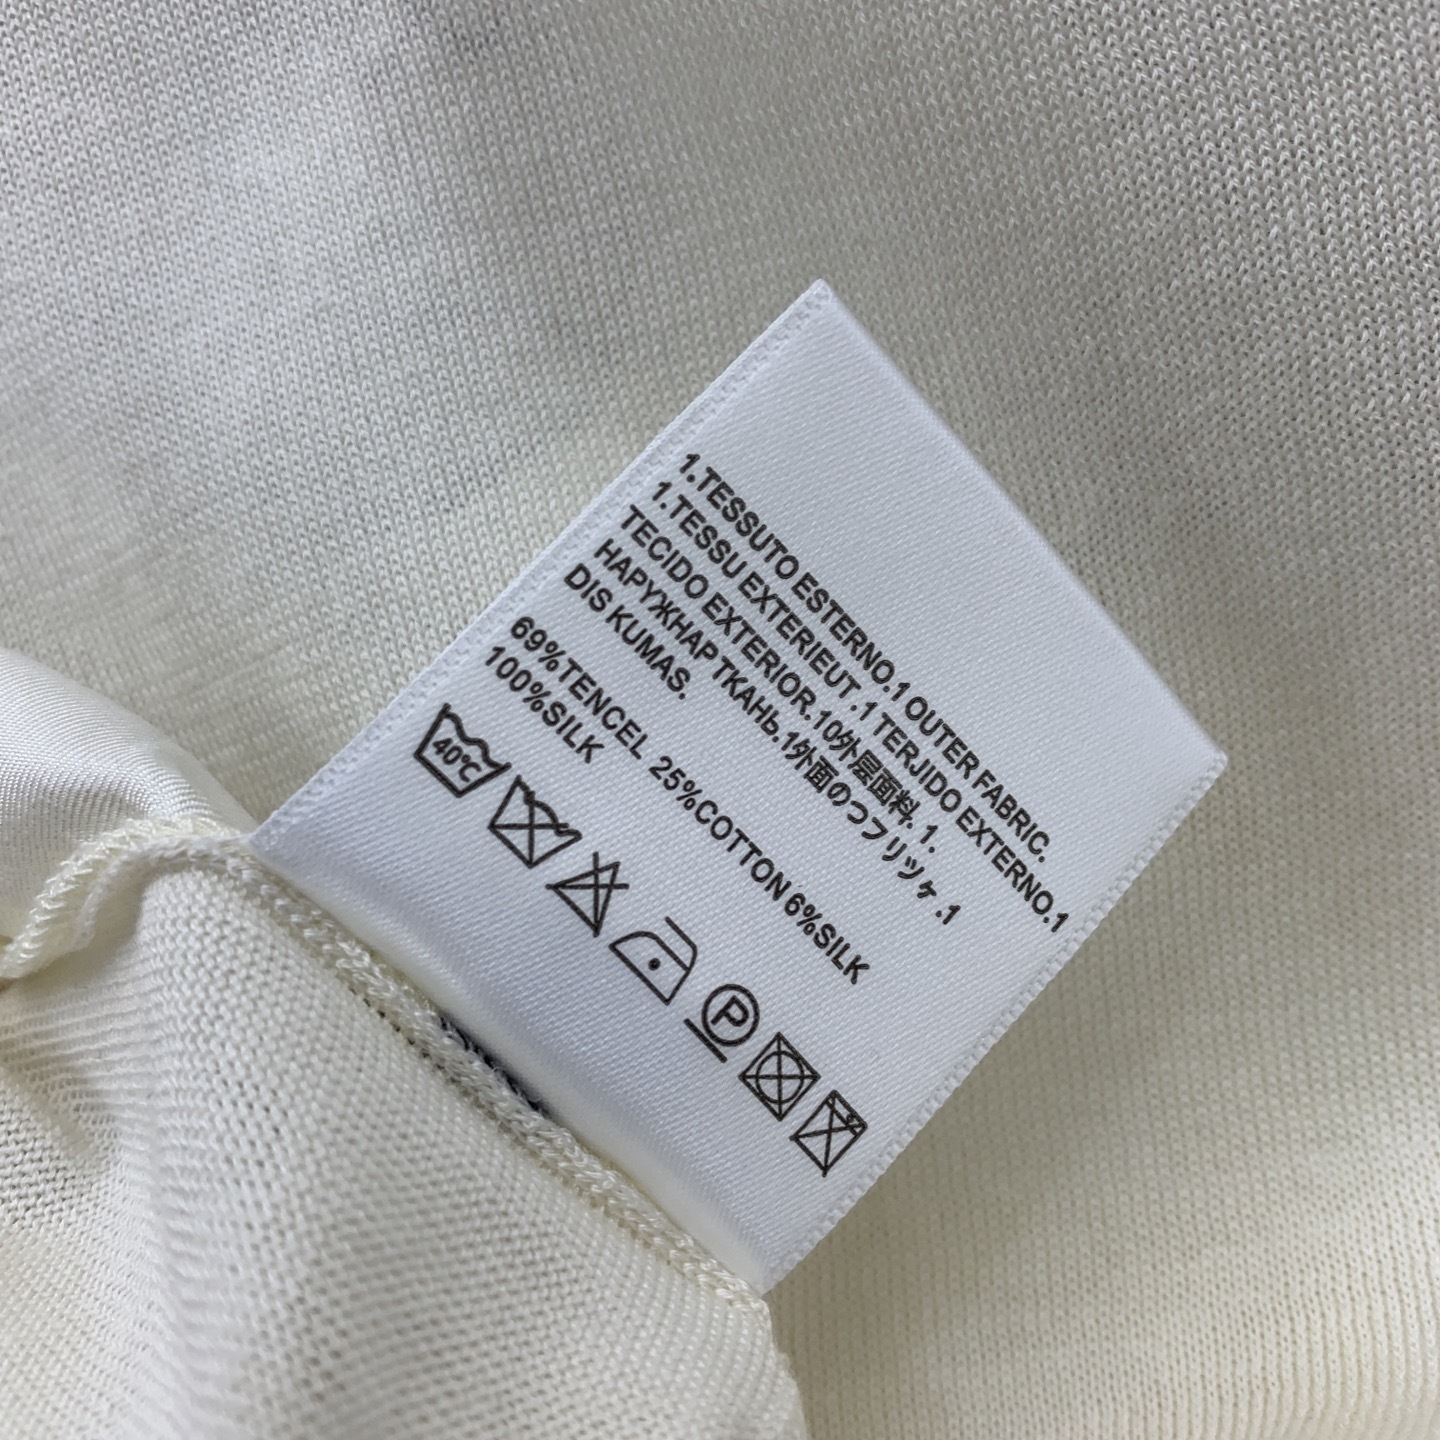 1.TESSUTO ESTERNO.1 OUTER FABRIC.
1.TESSU EXTERIEUT .1 TERJIDO EXTERNO.1
TECIDO EXTERIOR.10外层面料. 1.
НАРУЖНАР ТКАНЬ.1外面のつフリッヶ .1
DIS KUMAS.
69%TENCEL 25%COTTON 6%SILK
100%SILK
40℃
P